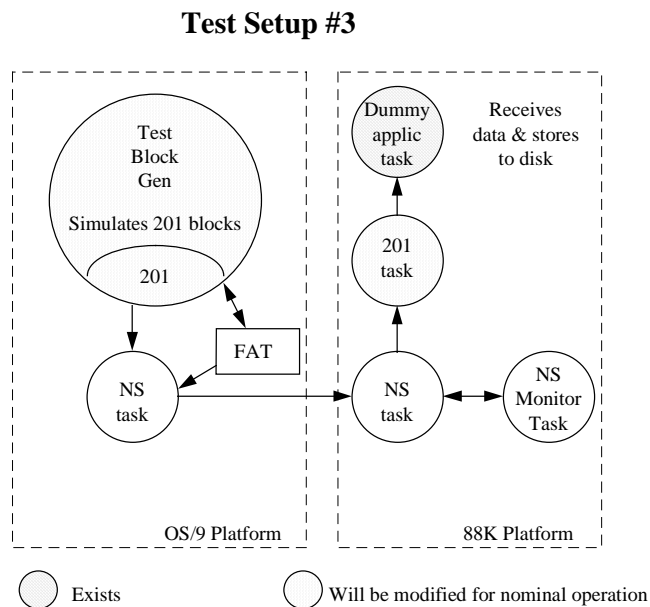 Test Setup #3
Test
Block
Gen
Simulates 201 blocks
201
FAT
NS
task
OS/9 Platform
Dummy
applic
task
Receives
data & stores
to disk
201
task
NS
task
NS
Monitor
Task
88K Platform
Exists
Will be modified for nominal operation